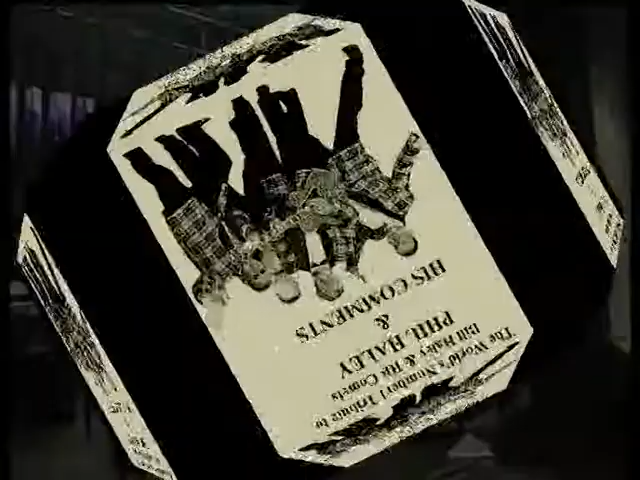 The World's Number 1 Tribute to
Bill Haley & His Comets
PHIL HALEY
&
HIS COMMENTS